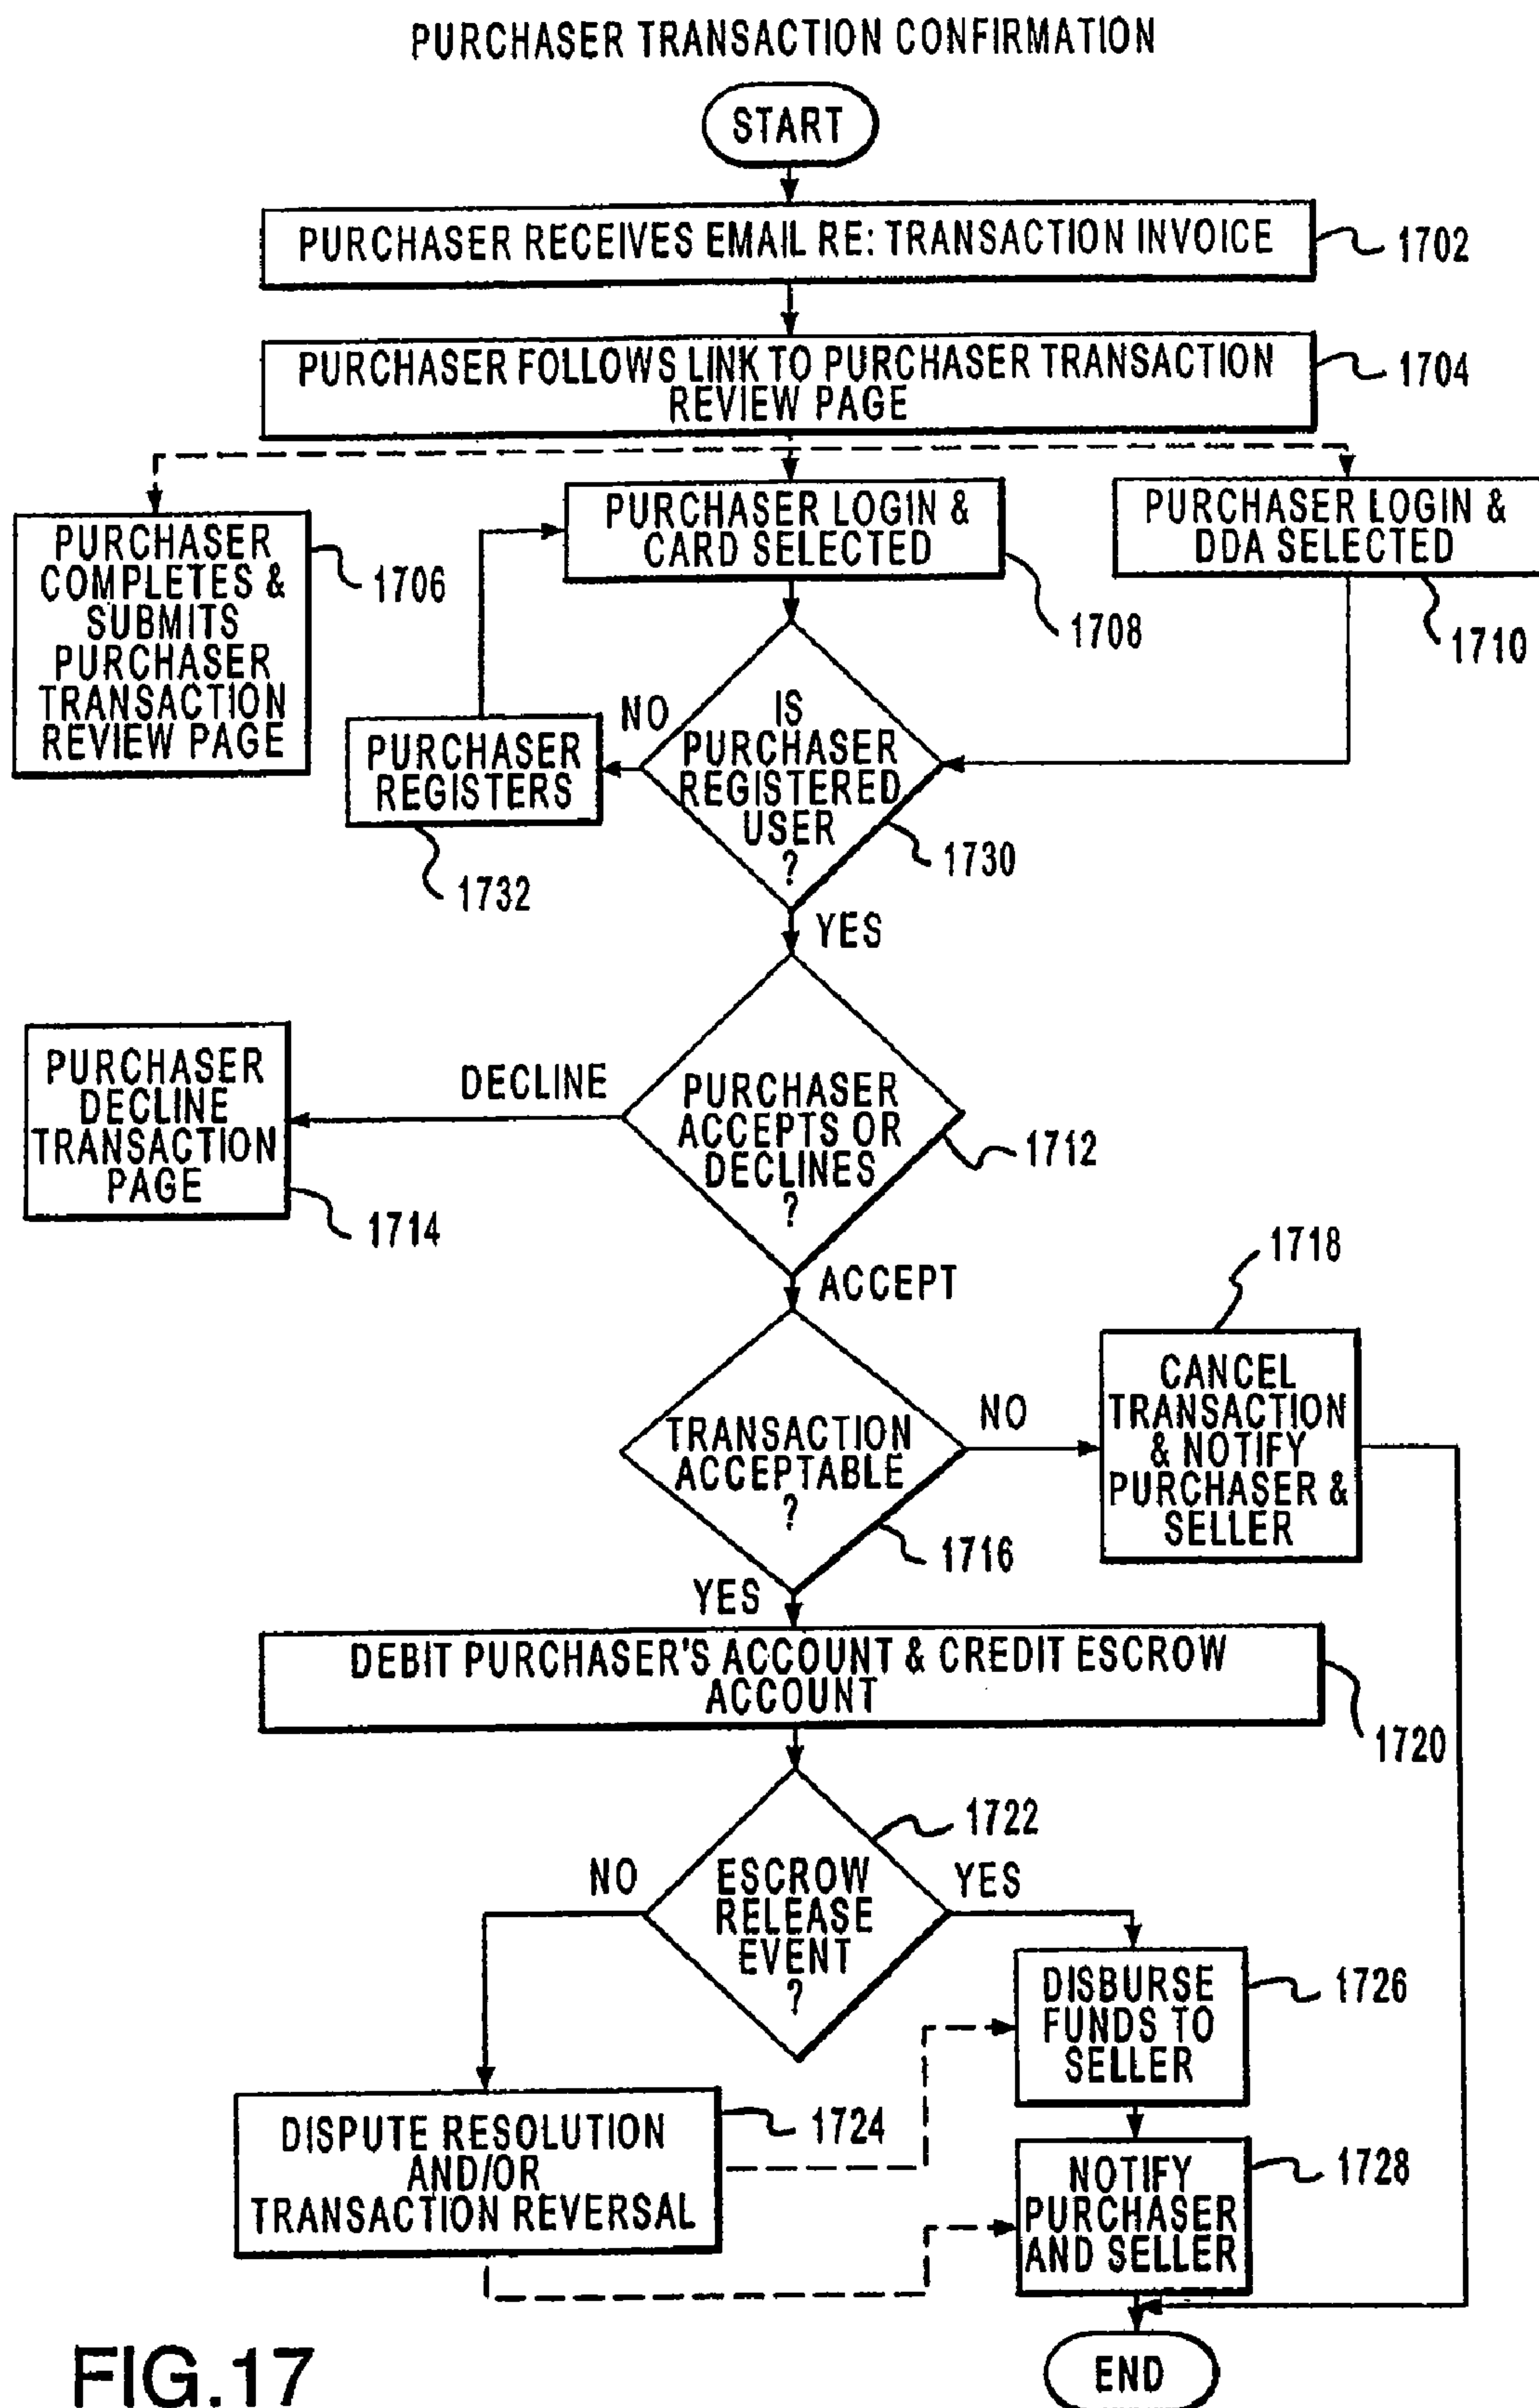 PURCHASER TRANSACTION CONFIRMATION
START
PURCHASER RECEIVES EMAIL RE: TRANSACTION INVOICE
1702
PURCHASER FOLLOWS LINK TO PURCHASER TRANSACTION
REVIEW PAGE
1704
PURCHASER
COMPLETES &
SUBMITS
PURCHASER
TRANSACTION
REVIEW PAGE
1706
PURCHASER LOGIN &
CARD SELECTED
1708
PURCHASER LOGIN &
DDA SELECTED
1710
IS
PURCHASER
REGISTERED
USER
?
1730
NO
PURCHASER
REGISTERS
1732
YES
PURCHASER
ACCEPTS OR
DECLINES
?
1712
DECLINE
PURCHASER
DECLINE
TRANSACTION
PAGE
1714
ACCEPT
TRANSACTION
ACCEPTABLE
?
1716
NO
1718
CANCEL
TRANSACTION
& NOTIFY
PURCHASER &
SELLER
YES
DEBIT PURCHASER'S ACCOUNT & CREDIT ESCROW
ACCOUNT
1720
ESCROW
RELEASE
EVENT
?
1722
NO
YES
DISBURSE
FUNDS TO
SELLER
1726
DISPUTE RESOLUTION
AND/OR
TRANSACTION REVERSAL
1724
NOTIFY
PURCHASER
AND SELLER
1728
END
FIG.17